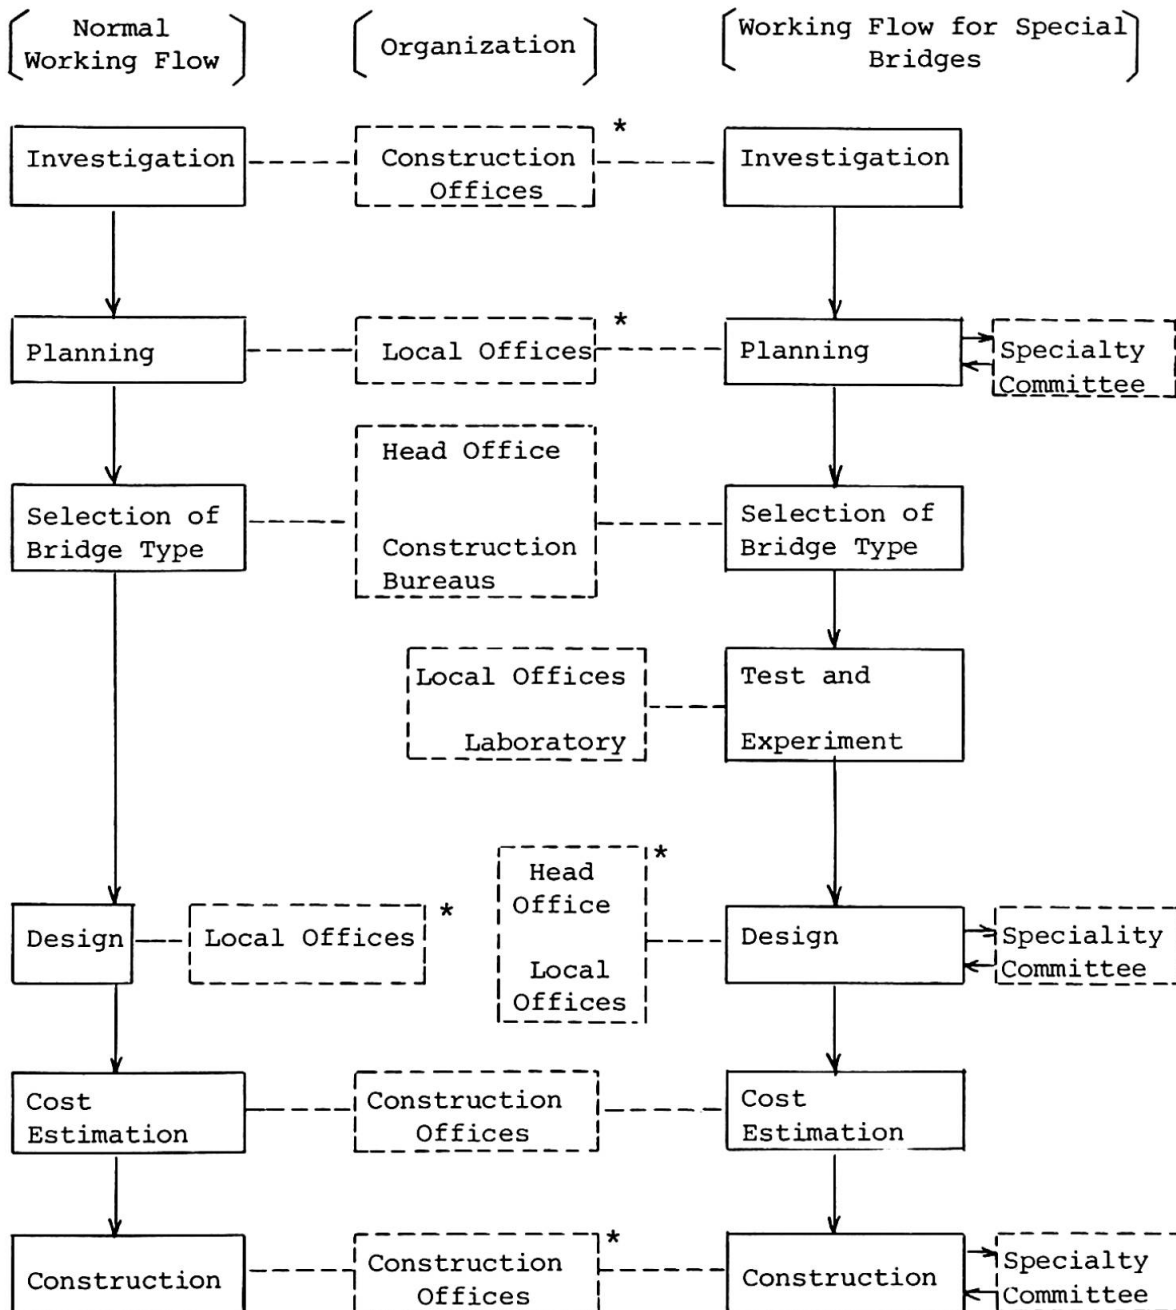 Normal
Working Flow
Organization
Working Flow for Special
Bridges
Investigation
*
Construction
Offices
Investigation
Planning
*
Local Offices
Planning
Specialty
Committee
Head Office
Construction
Bureaus
Selection of
Bridge Type
Selection of
Bridge Type
Local Offices
Laboratory
Test and
Experiment
Design
Local Offices
*
Head
Office
Local
Offices
*
Design
Speciality
Committee
Cost
Estimation
Construction
Offices
Cost
Estimation
Construction
Construction
Offices
*
Construction
Specialty
Committee